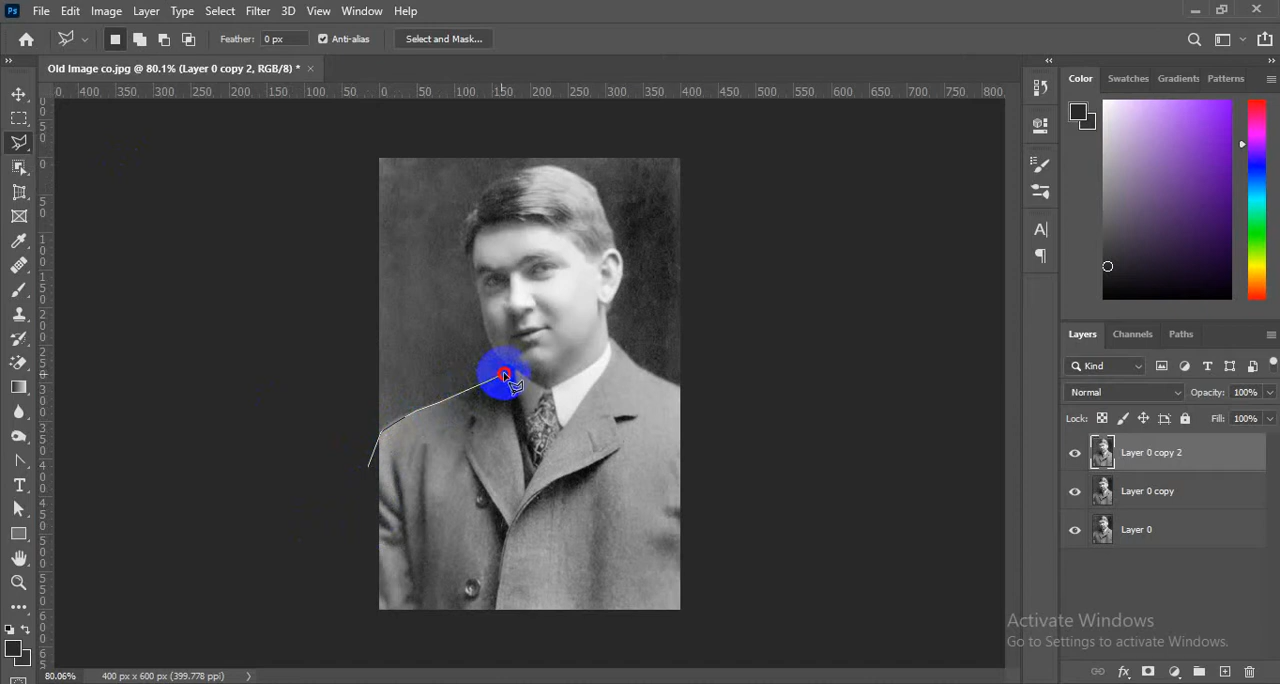 Ps File Edit Image Layer Type Select Filter 3D View Window Help
Feather: 0 px Anti-alias Select and Mask...
Old Image co.jpg @ 80.1% (Layer 0 copy 2, RGB/8) * ×
0 400 350 300 250 200 150 100 50 0 50 100 150 200 250 300 350 400 450 500 550 600 650 700 750 800
Color Swatches Gradients Patterns
Layers Channels Paths
Kind
Normal Opacity: 100%
Lock: Fill: 100%
Layer 0 copy 2
Layer 0 copy
Layer 0
Activate Windows
Go to Settings to activate Windows.
80.06% 400 px x 600 px (399.778 ppi)